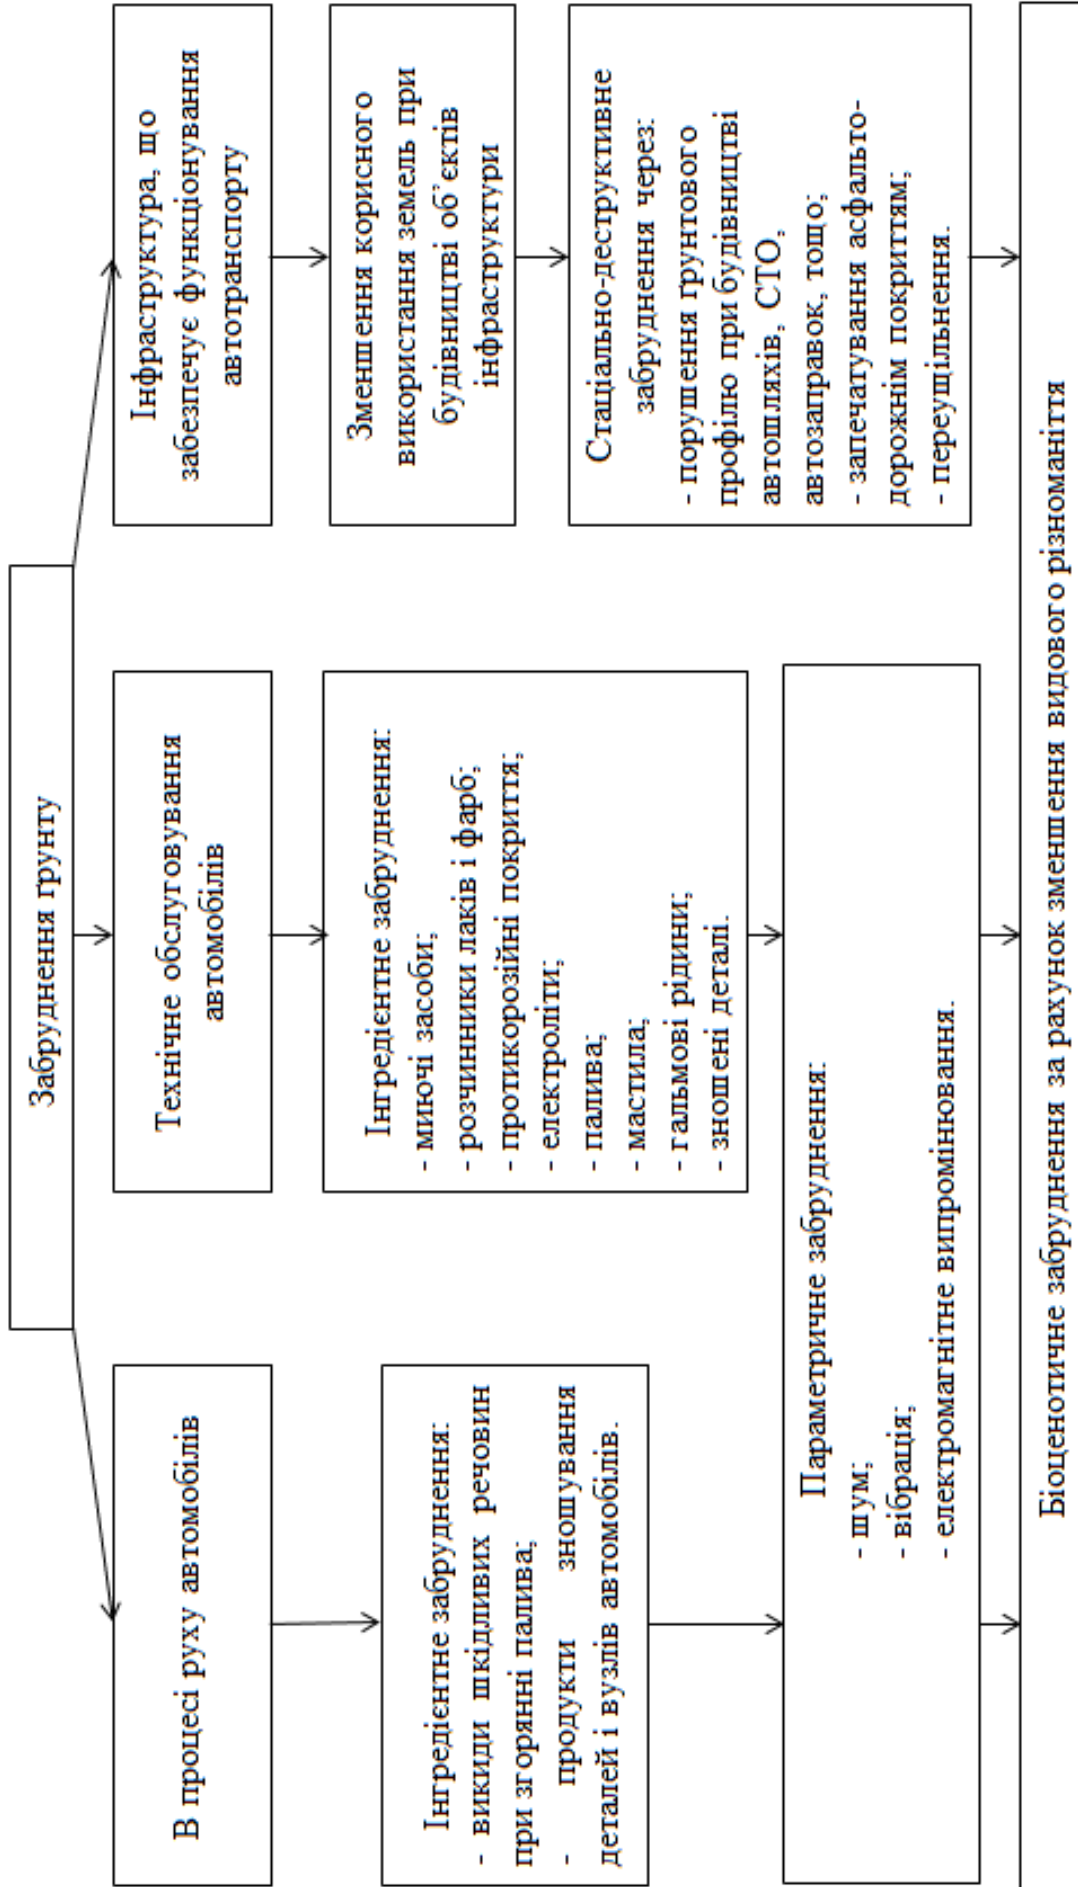 Забруднення ґрунту
В процесі руху автомобілів
Технічне обслуговування
автомобілів
Інфраструктура, що
забезпечує функціонування
автотранспорту
Інгредієнтне забруднення:
- викиди шкідливих речовин
при згорянні палива;
- продукти зношування
деталей і вузлів автомобілів.
Інгредієнтне забруднення:
- миючі засоби;
- розчинники лаків і фарб;
- протикорозійні покриття;
- електроліти;
- палива;
- мастила;
- гальмові рідини;
- зношені деталі.
Зменшення корисного
використання земель при
будівництві об’єктів
інфраструктури
Стаціально-деструктивне
забруднення через:
- порушення ґрунтового
профілю при будівництві
автошляхів, СТО,
автозаправок, тощо;
- запечатування асфальто-
дорожнім покриттям;
- переущільнення.
Параметричне забруднення:
- шум;
- вібрація;
- електромагнітне випромінювання.
Біоценотичне забруднення за рахунок зменшення видового різноманіття